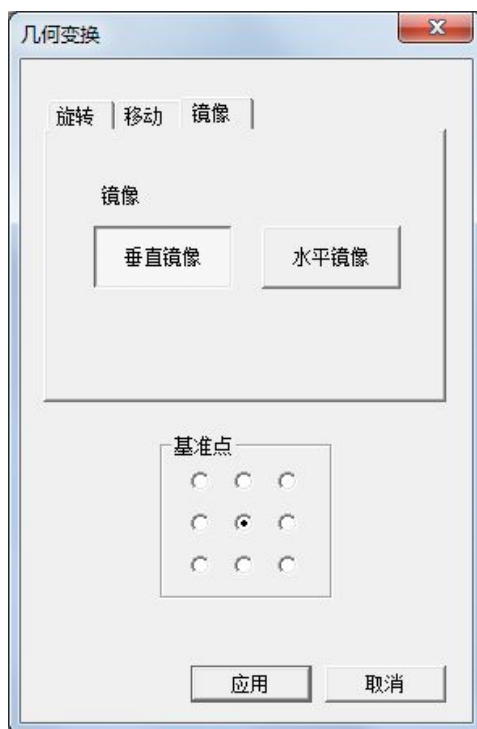 几何变换
旋转 移动 镜像
镜像
垂直镜像 水平镜像
基准点
应用 取消